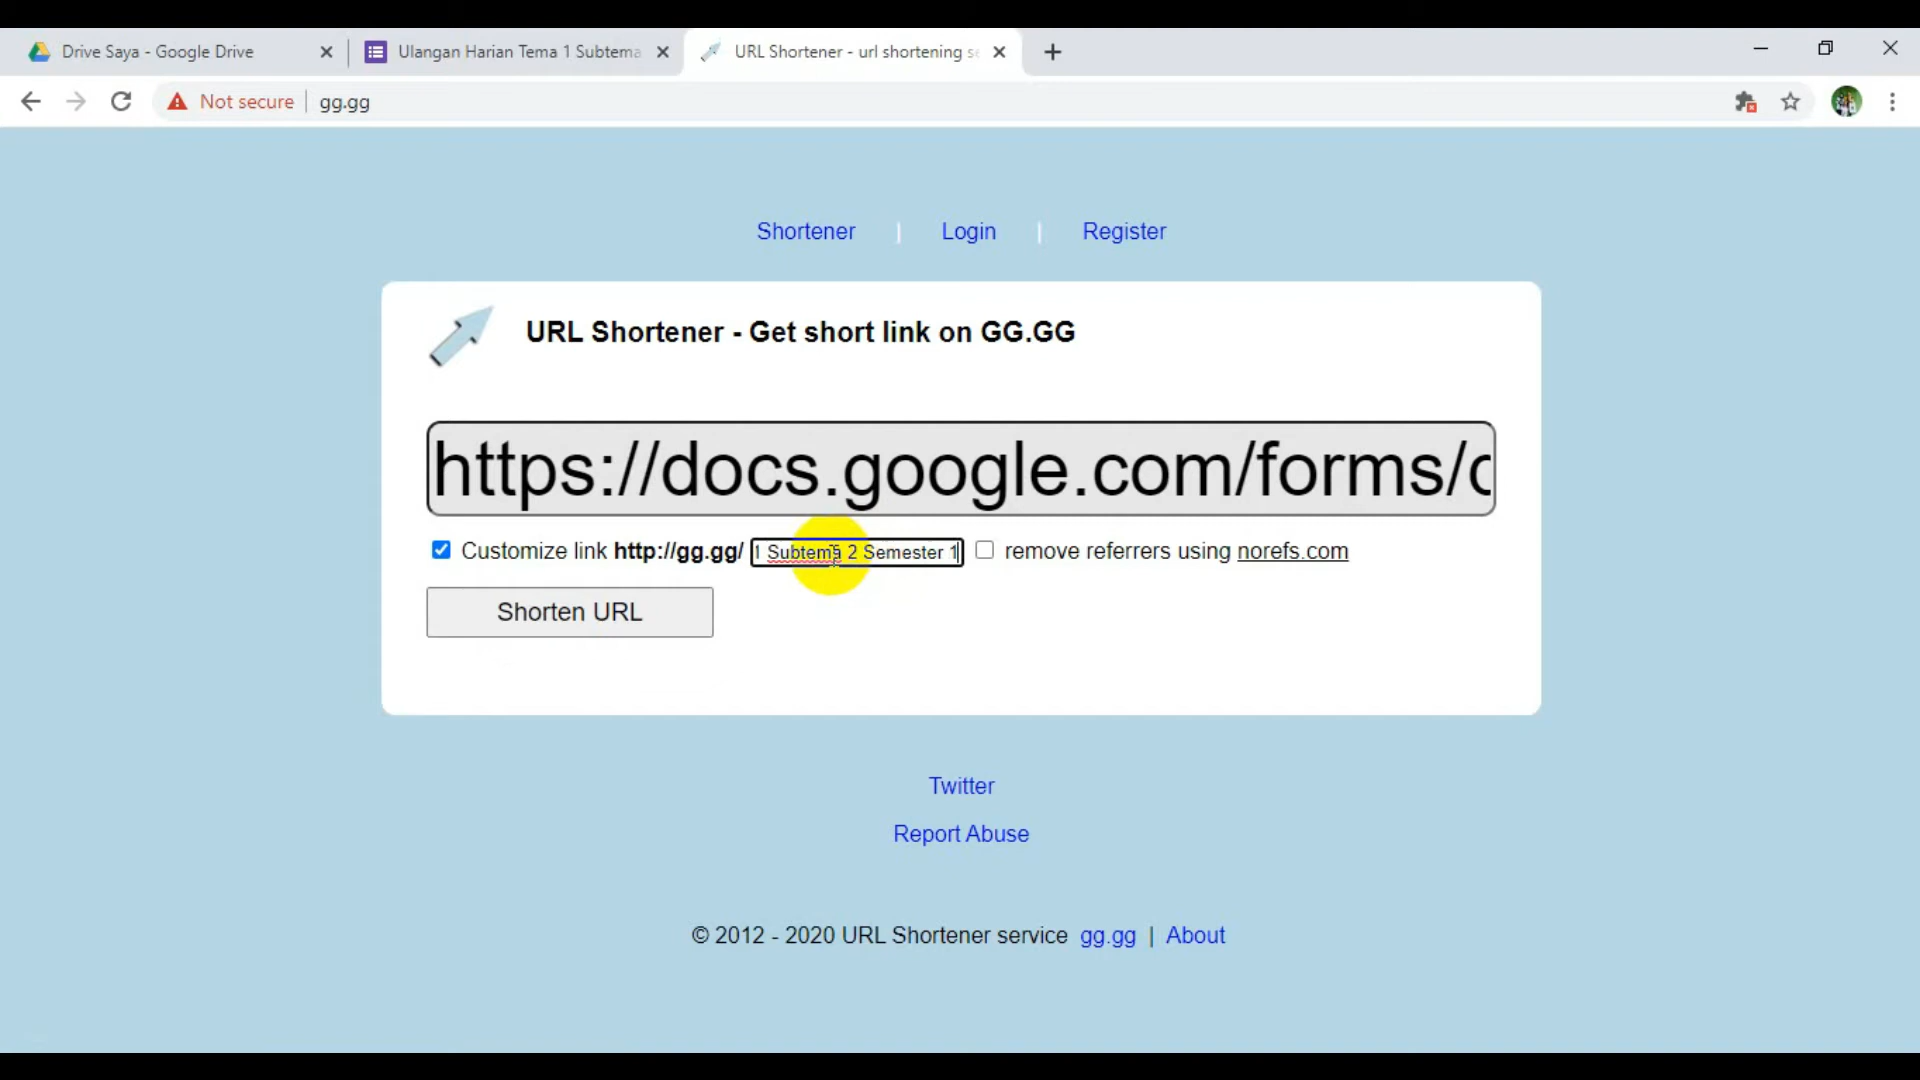 Drive Saya - Google Drive
Ulangan Harian Tema 1 Subtema
URL Shortener - url shortening se
Not secure
gg.gg
Shortener | Login | Register
URL Shortener - Get short link on GG.GG
https://docs.google.com/forms/
Customize link http://gg.gg/ 1 Subtema 2 Semester 1 remove referrers using norefs.com
Shorten URL
Twitter
Report Abuse
© 2012 - 2020 URL Shortener service gg.gg | About